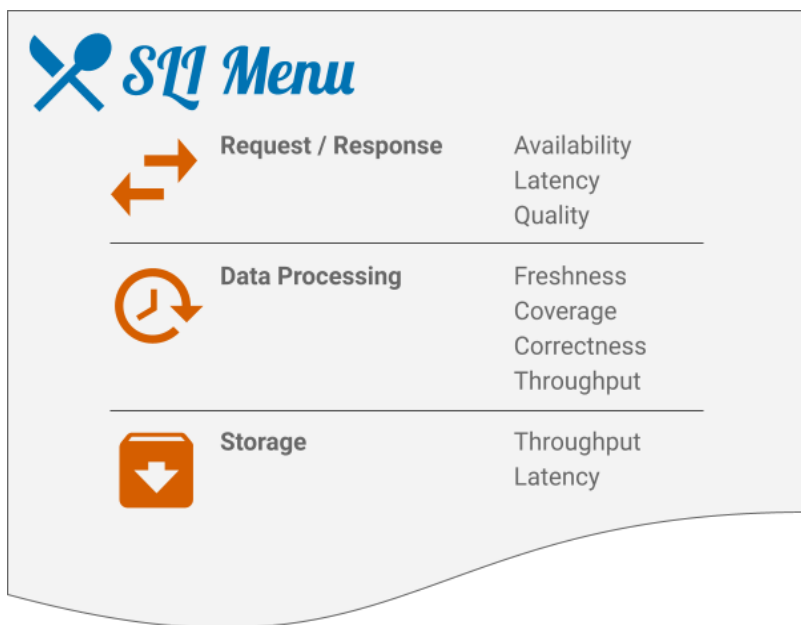 SLI Menu
Request / Response
Availability
Latency
Quality
Data Processing
Freshness
Coverage
Correctness
Throughput
Storage
Throughput
Latency